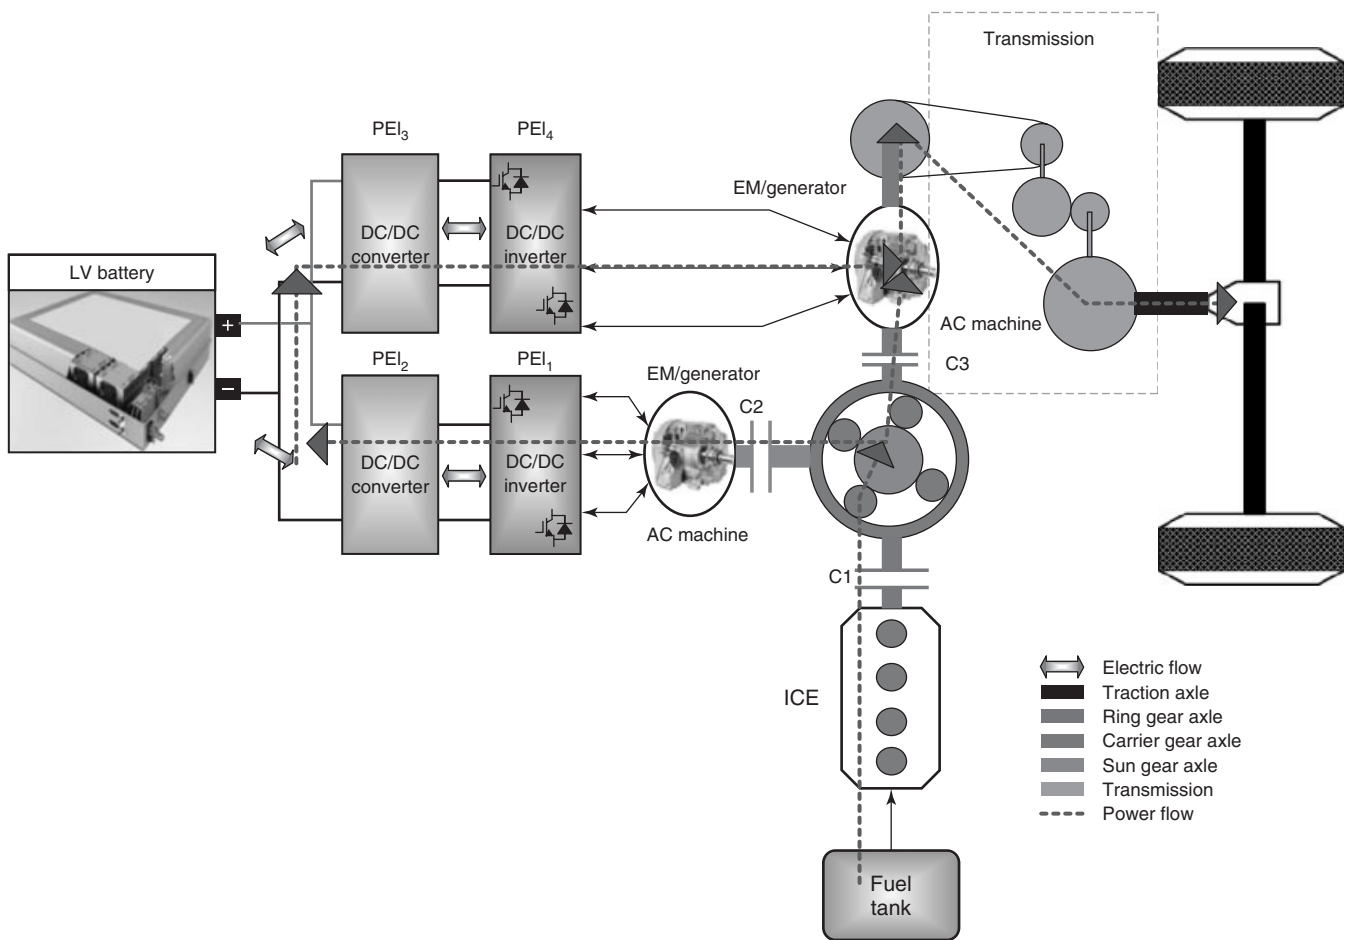 Transmission
PEI₃
PEI₄
EM/generator
DC/DC
converter
DC/DC
inverter
LV battery
+
−
AC machine
C3
PEI₂
PEI₁
EM/generator
C2
DC/DC
converter
DC/DC
inverter
AC machine
C1
ICE
Electric flow
Traction axle
Ring gear axle
Carrier gear axle
Sun gear axle
Transmission
Power flow
Fuel
tank